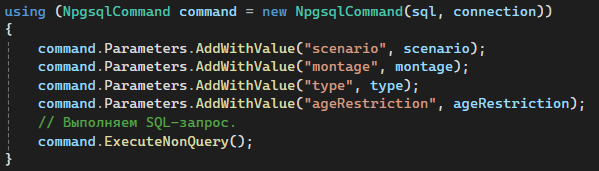 using (NpgsqlCommand command = new NpgsqlCommand(sql, connection))
{
    command.Parameters.AddWithValue("scenario", scenario);
    command.Parameters.AddWithValue("montage", montage);
    command.Parameters.AddWithValue("type", type);
    command.Parameters.AddWithValue("ageRestriction", ageRestriction);
    // Выполняем SQL-запрос.
    command.ExecuteNonQuery();
}